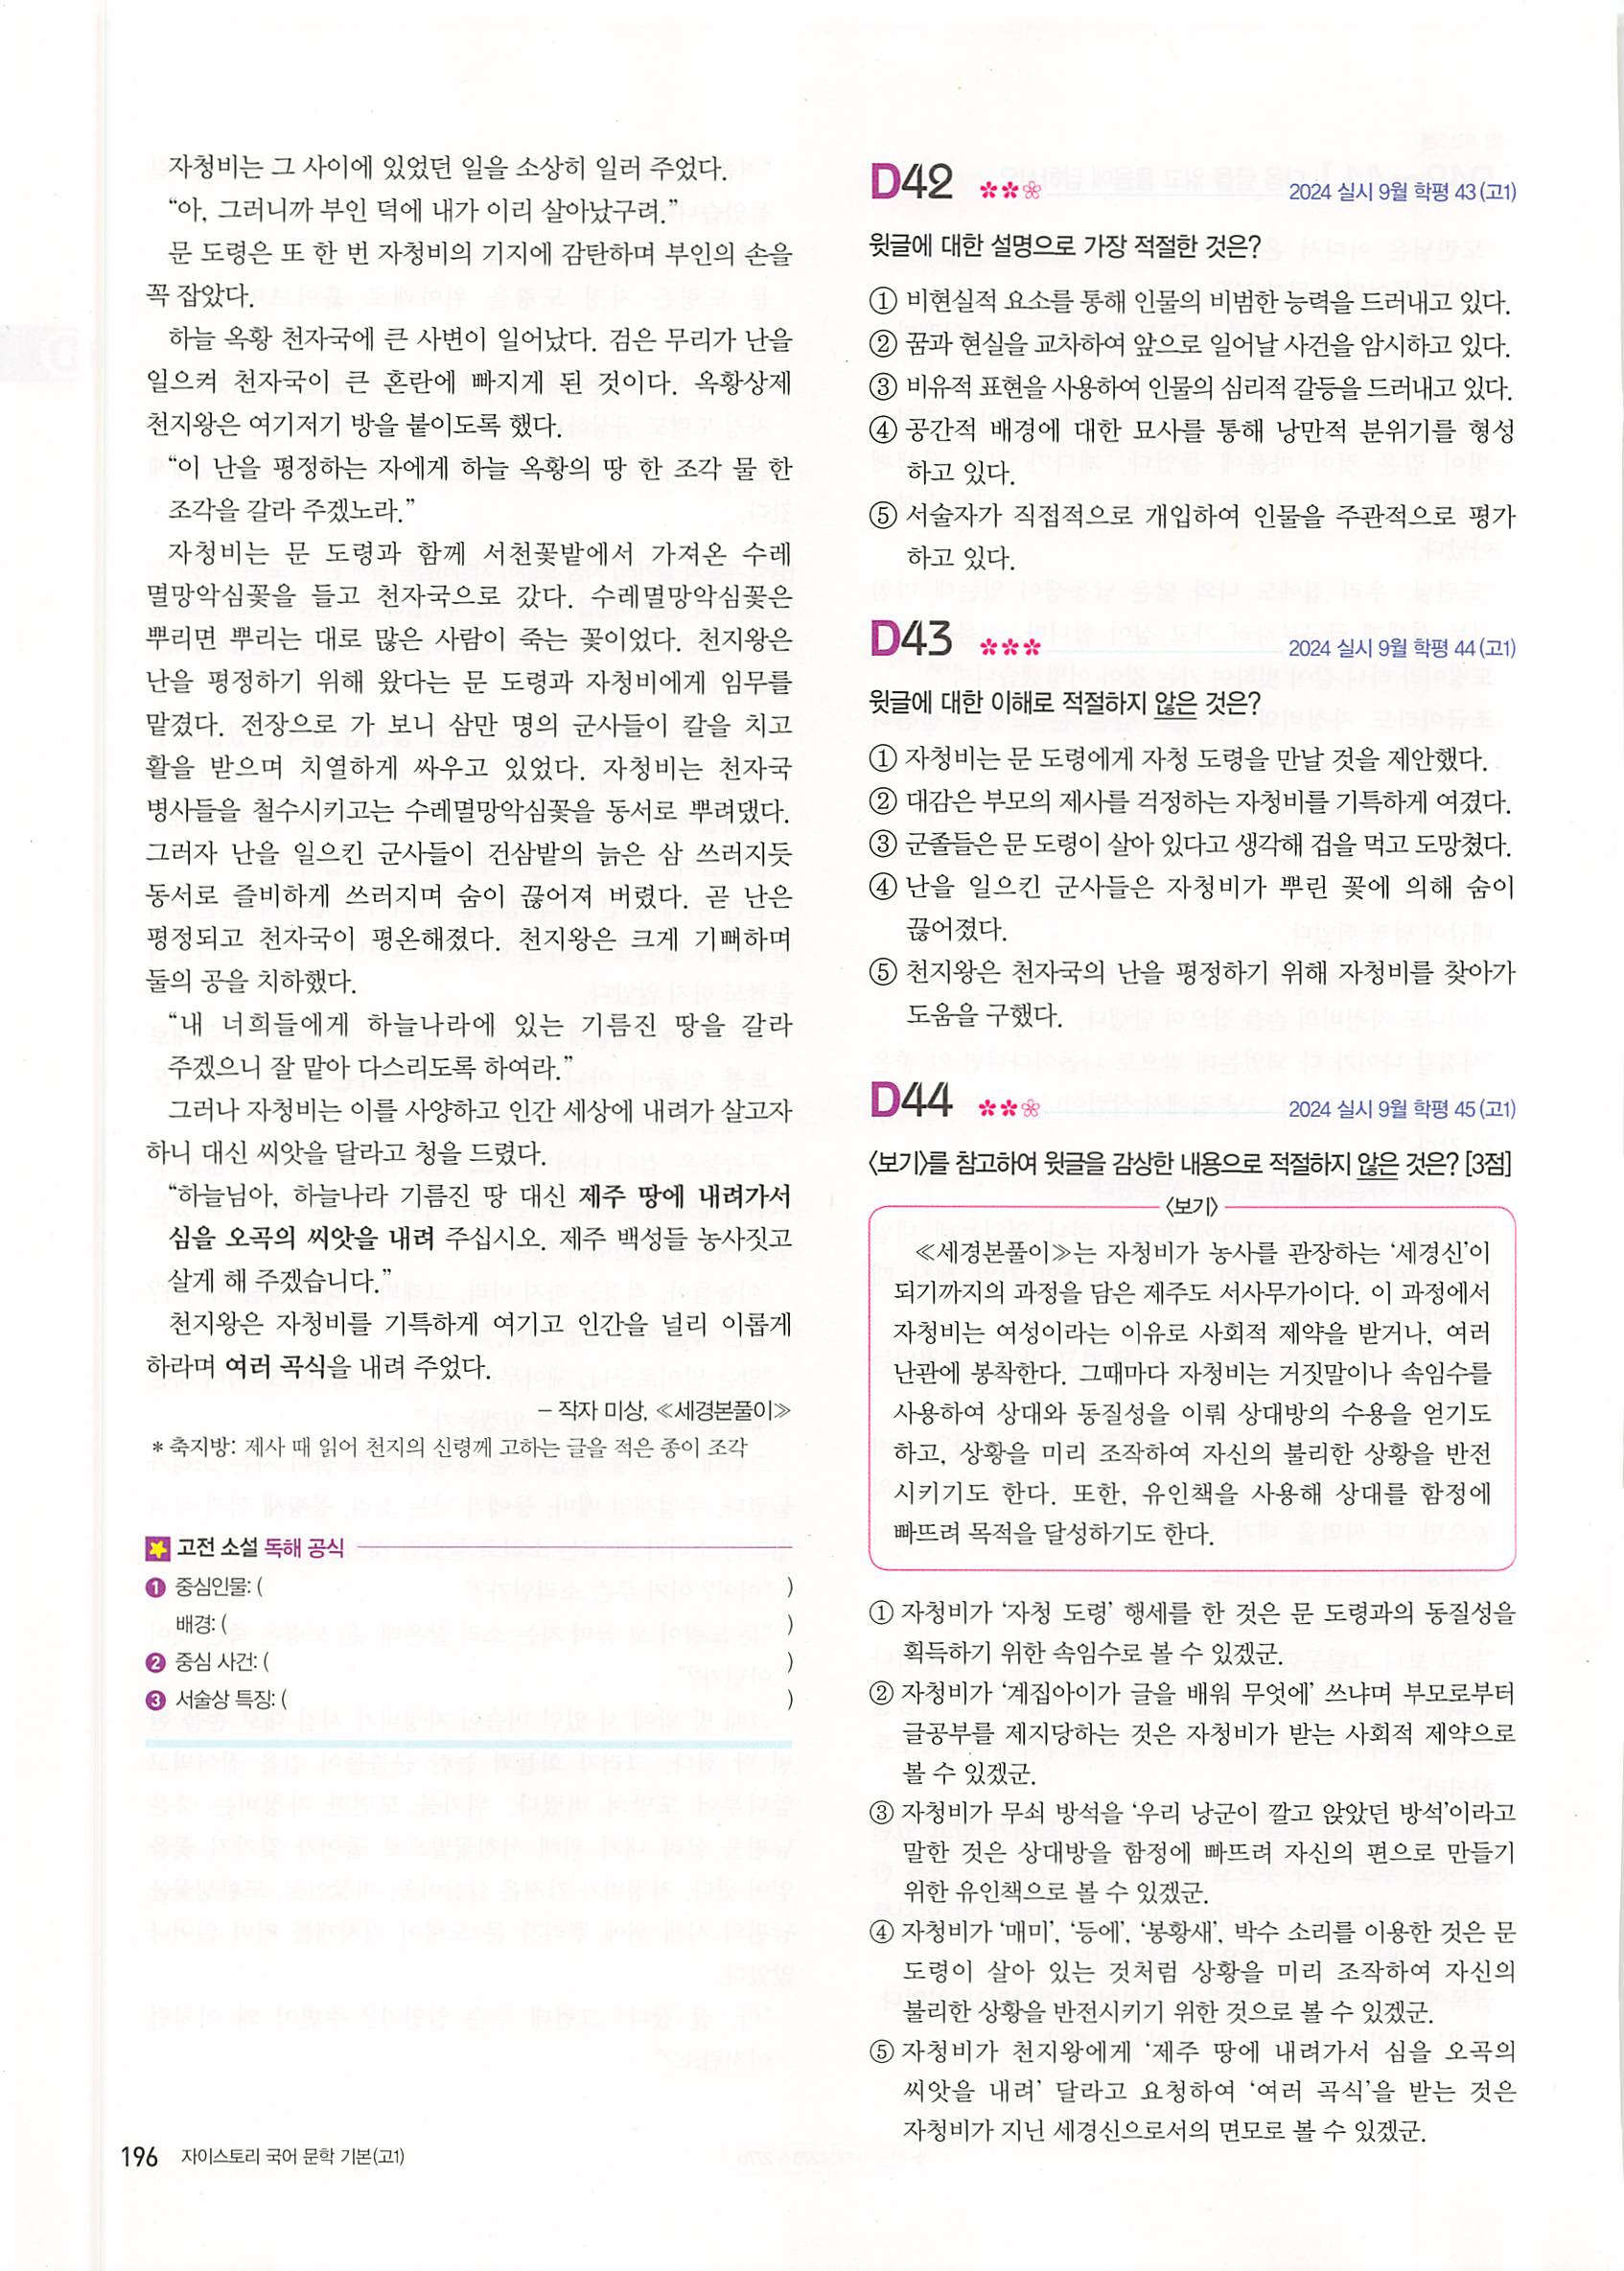 자청비는 그 사이에 있었던 일을 소상히 일러 주었다.
“아, 그러니까 부인 덕에 내가 이리 살아났구려.”
문 도령은 또 한 번 자청비의 기지에 감탄하며 부인의 손을
꼭 잡았다.
하늘 옥황 천자국에 큰 사변이 일어났다. 검은 무리가 난을
일으켜 천자국이 큰 혼란에 빠지게 된 것이다. 옥황상제
천지왕은 여기저기 방을 붙이도록 했다.
“이 난을 평정하는 자에게 하늘 옥황의 땅 한 조각 물 한
조각을 갈라 주겠노라.”
자청비는 문 도령과 함께 서천꽃밭에서 가져온 수레
멸망악심꽃을 들고 천자국으로 갔다. 수레멸망악심꽃은
뿌리면 뿌리는 대로 많은 사람이 죽는 꽃이었다. 천지왕은
난을 평정하기 위해 왔다는 문 도령과 자청비에게 임무를
맡겼다. 전장으로 가 보니 삼만 명의 군사들이 칼을 치고
활을 받으며 치열하게 싸우고 있었다. 자청비는 천자국
병사들을 철수시키고는 수레멸망악심꽃을 동서로 뿌려댔다.
그러자 난을 일으킨 군사들이 건삼밭의 늙은 삼 쓰러지듯
동서로 즐비하게 쓰러지며 숨이 끊어져 버렸다. 곧 난은
평정되고 천자국이 평온해졌다. 천지왕은 크게 기뻐하며
둘의 공을 치하했다.
“내 너희들에게 하늘나라에 있는 기름진 땅을 갈라
주겠으니 잘 맡아 다스리도록 하여라.”
그러나 자청비는 이를 사양하고 인간 세상에 내려가 살고자
하니 대신 씨앗을 달라고 청을 드렸다.
“하늘님아, 하늘나라 기름진 땅 대신 제주 땅에 내려가서
심을 오곡의 씨앗을 내려 주십시오. 제주 백성들 농사짓고
살게 해 주겠습니다.”
천지왕은 자청비를 기특하게 여기고 인간을 널리 이롭게
하라며 여러 곡식을 내려 주었다.
– 작자 미상, ≪세경본풀이≫
* 축지방: 제사 때 읽어 천지의 신령께 고하는 글을 적은 종이 조각
고전 소설 독해 공식
❶ 중심인물: ( )
배경: ( )
❷ 중심 사건: ( )
❸ 서술상 특징: ( )
196 자이스토리 국어 문학 기본(고1)
D42 2024 실시 9월 학평 43(고1)
윗글에 대한 설명으로 가장 적절한 것은?
① 비현실적 요소를 통해 인물의 비범한 능력을 드러내고 있다.
② 꿈과 현실을 교차하여 앞으로 일어날 사건을 암시하고 있다.
③ 비유적 표현을 사용하여 인물의 심리적 갈등을 드러내고 있다.
④ 공간적 배경에 대한 묘사를 통해 낭만적 분위기를 형성
하고 있다.
⑤ 서술자가 직접적으로 개입하여 인물을 주관적으로 평가
하고 있다.
D43 2024 실시 9월 학평 44(고1)
윗글에 대한 이해로 적절하지 않은 것은?
① 자청비는 문 도령에게 자청 도령을 만날 것을 제안했다.
② 대감은 부모의 제사를 걱정하는 자청비를 기특하게 여겼다.
③ 군졸들은 문 도령이 살아 있다고 생각해 겁을 먹고 도망쳤다.
④ 난을 일으킨 군사들은 자청비가 뿌린 꽃에 의해 숨이
끊어졌다.
⑤ 천지왕은 천자국의 난을 평정하기 위해 자청비를 찾아가
도움을 구했다.
D44 2024 실시 9월 학평 45(고1)
〈보기〉를 참고하여 윗글을 감상한 내용으로 적절하지 않은 것은? [3점]
〈보기〉
≪세경본풀이≫는 자청비가 농사를 관장하는 ‘세경신’이
되기까지의 과정을 담은 제주도 서사무가이다. 이 과정에서
자청비는 여성이라는 이유로 사회적 제약을 받거나, 여러
난관에 봉착한다. 그때마다 자청비는 거짓말이나 속임수를
사용하여 상대와 동질성을 이뤄 상대방의 수용을 얻기도
하고, 상황을 미리 조작하여 자신의 불리한 상황을 반전
시키기도 한다. 또한, 유인책을 사용해 상대를 함정에
빠뜨려 목적을 달성하기도 한다.
① 자청비가 ‘자청 도령’ 행세를 한 것은 문 도령과의 동질성을
획득하기 위한 속임수로 볼 수 있겠군.
② 자청비가 ‘계집아이가 글을 배워 무엇에’ 쓰냐며 부모로부터
글공부를 제지당하는 것은 자청비가 받는 사회적 제약으로
볼 수 있겠군.
③ 자청비가 무쇠 방석을 ‘우리 낭군이 깔고 앉았던 방석’이라고
말한 것은 상대방을 함정에 빠뜨려 자신의 편으로 만들기
위한 유인책으로 볼 수 있겠군.
④ 자청비가 ‘매미’, ‘등에’, ‘봉황새’, 박수 소리를 이용한 것은 문
도령이 살아 있는 것처럼 상황을 미리 조작하여 자신의
불리한 상황을 반전시키기 위한 것으로 볼 수 있겠군.
⑤ 자청비가 천지왕에게 ‘제주 땅에 내려가서 심을 오곡의
씨앗을 내려’ 달라고 요청하여 ‘여러 곡식’을 받는 것은
자청비가 지닌 세경신으로서의 면모로 볼 수 있겠군.